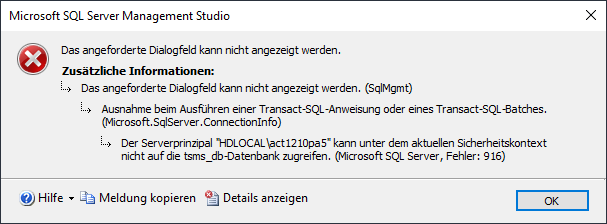 Microsoft SQL Server Management Studio
Das angeforderte Dialogfeld kann nicht angezeigt werden.
Zusätzliche Informationen:
Das angeforderte Dialogfeld kann nicht angezeigt werden. (SqlMgmt)
Ausnahme beim Ausführen einer Transact-SQL-Anweisung oder eines Transact-SQL-Batches.
(Microsoft.SqlServer.ConnectionInfo)
Der Serverprinzipal "HDLOCAL\act1210pa5" kann unter dem aktuellen Sicherheitskontext
nicht auf die tsms_db-Datenbank zugreifen. (Microsoft SQL Server, Fehler: 916)
Hilfe Meldung kopieren Details anzeigen OK